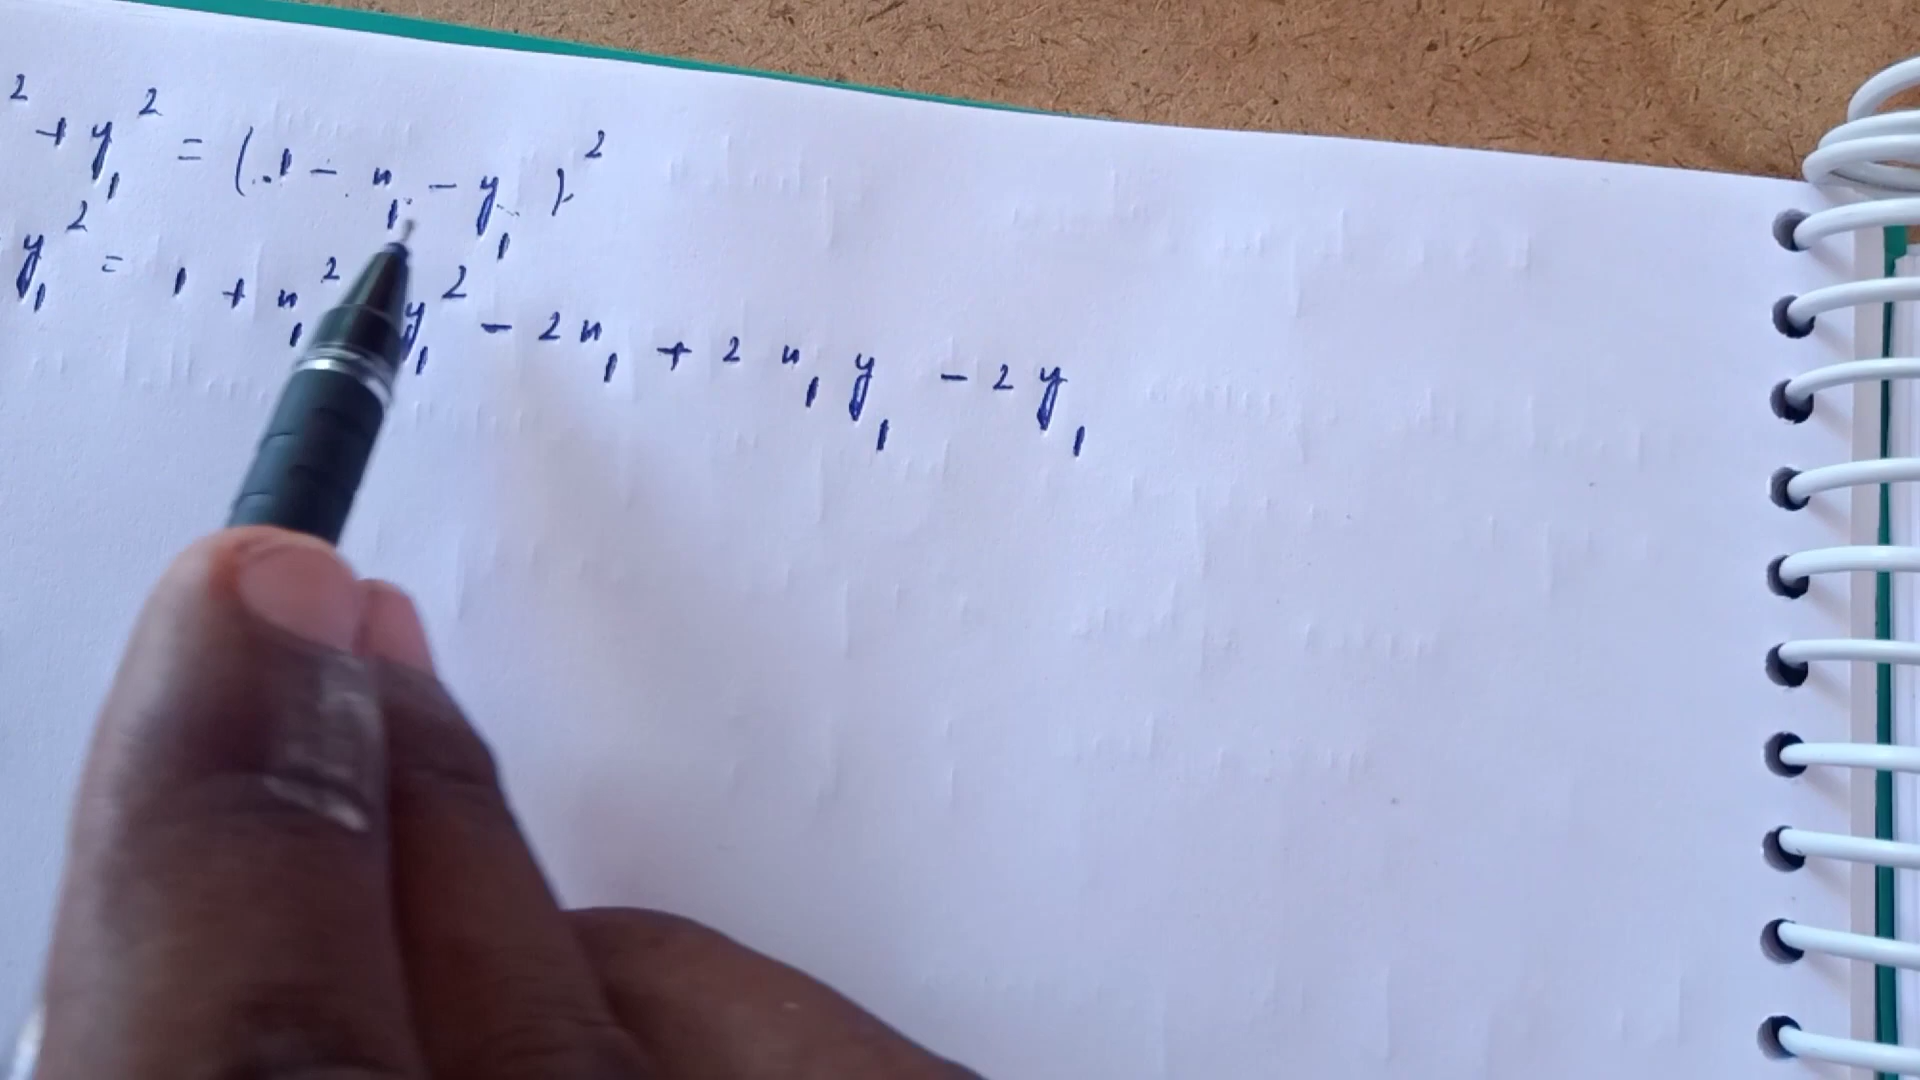 ² + y₁² = (1 - x₁ - y₁)²
y₁² = 1 + x₁² y₁² - 2x₁ + 2x₁y₁ - 2y₁